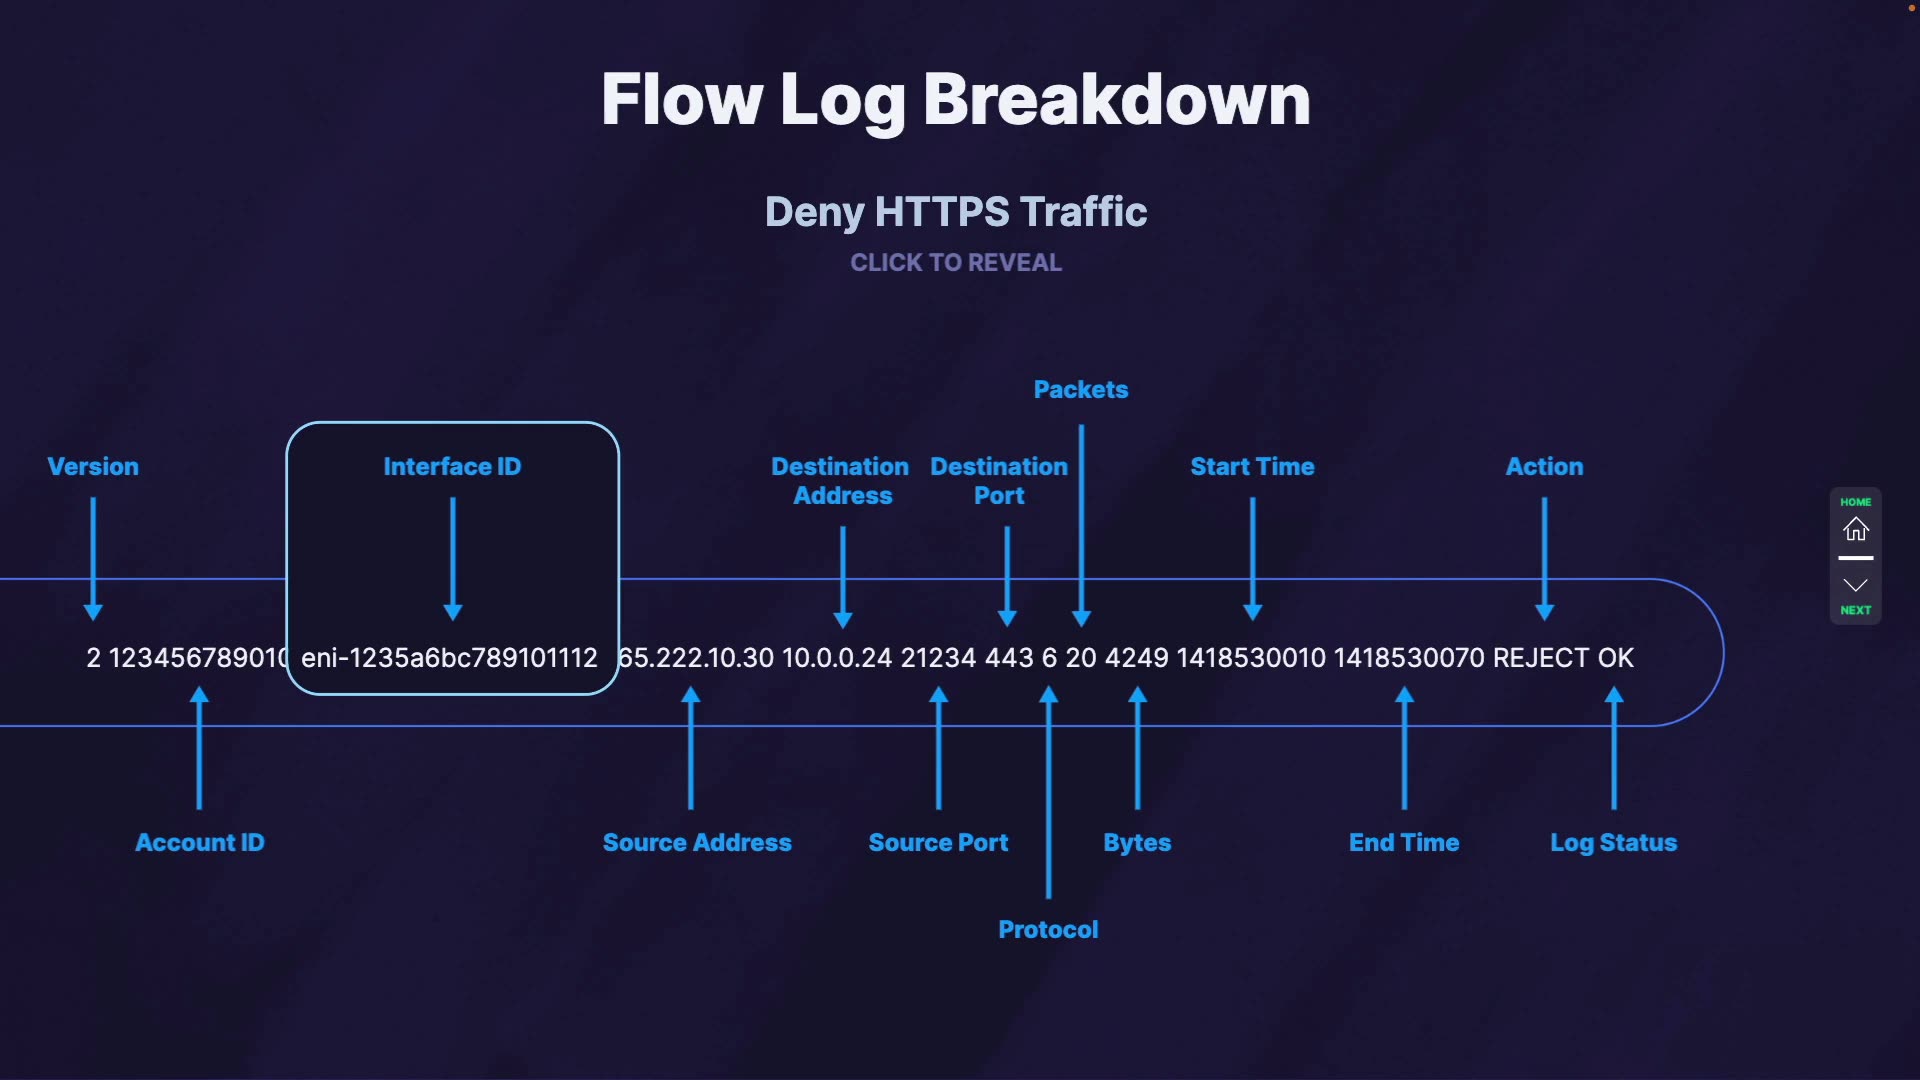 Flow Log Breakdown
Deny HTTPS Traffic
CLICK TO REVEAL
Packets
Version
Interface ID
Destination
Address
Destination
Port
Start Time
Action
HOME
NEXT
2 123456789010 eni-1235a6bc789101112 65.222.10.30 10.0.0.24 21234 443 6 20 4249 1418530010 1418530070 REJECT OK
Account ID
Source Address
Source Port
Bytes
End Time
Log Status
Protocol